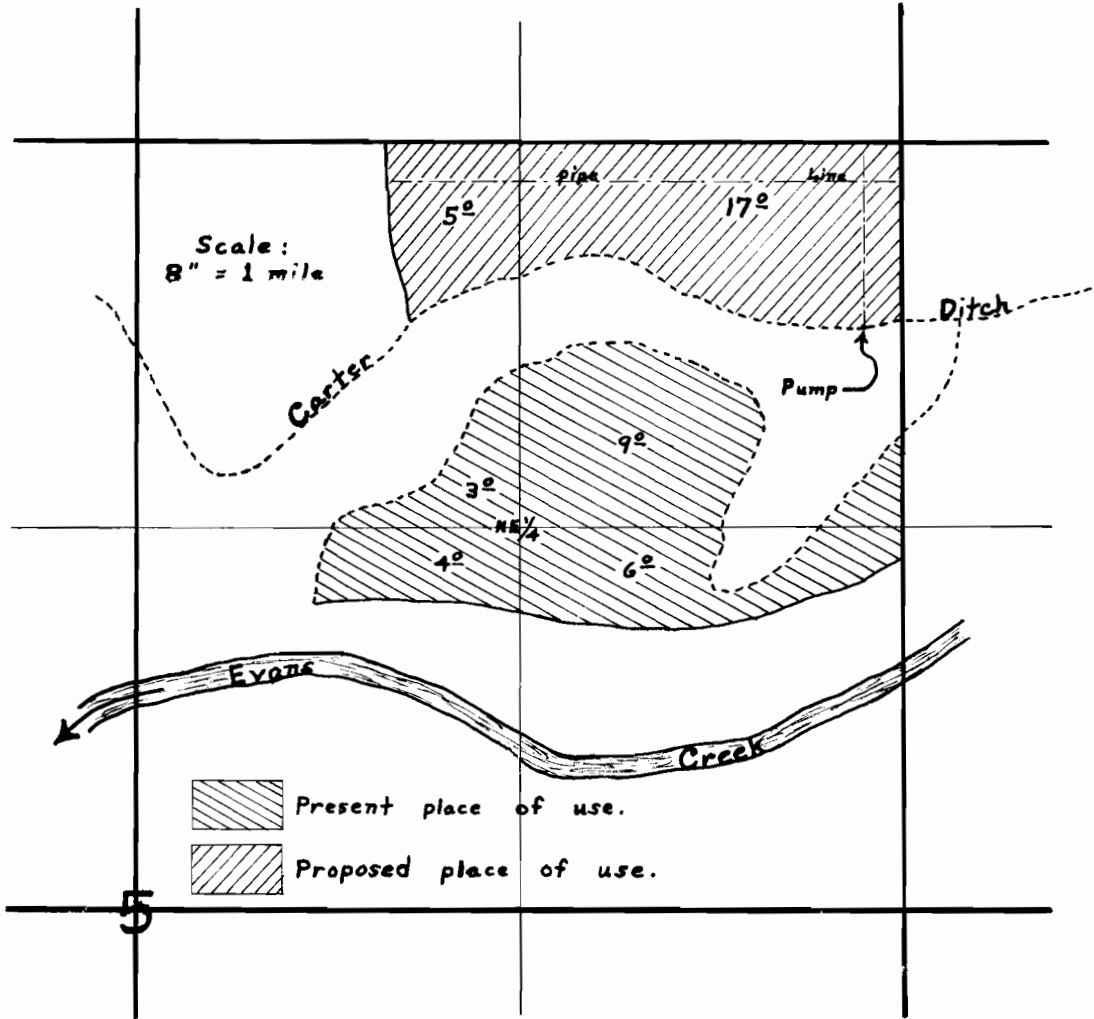 Pipe Line
5º 17º
Scale:
8" = 1 mile
Ditch
Carter
Pump
9º
3º
NE¼
4º 6º
Evans
Creek
Present place of use.
Proposed place of use.
5